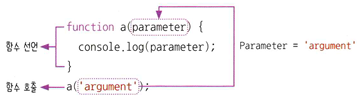 function a(parameter) {
함수 선언
console.log(parameter);
Parameter = 'argument'
}
함수 호출
a('argument');